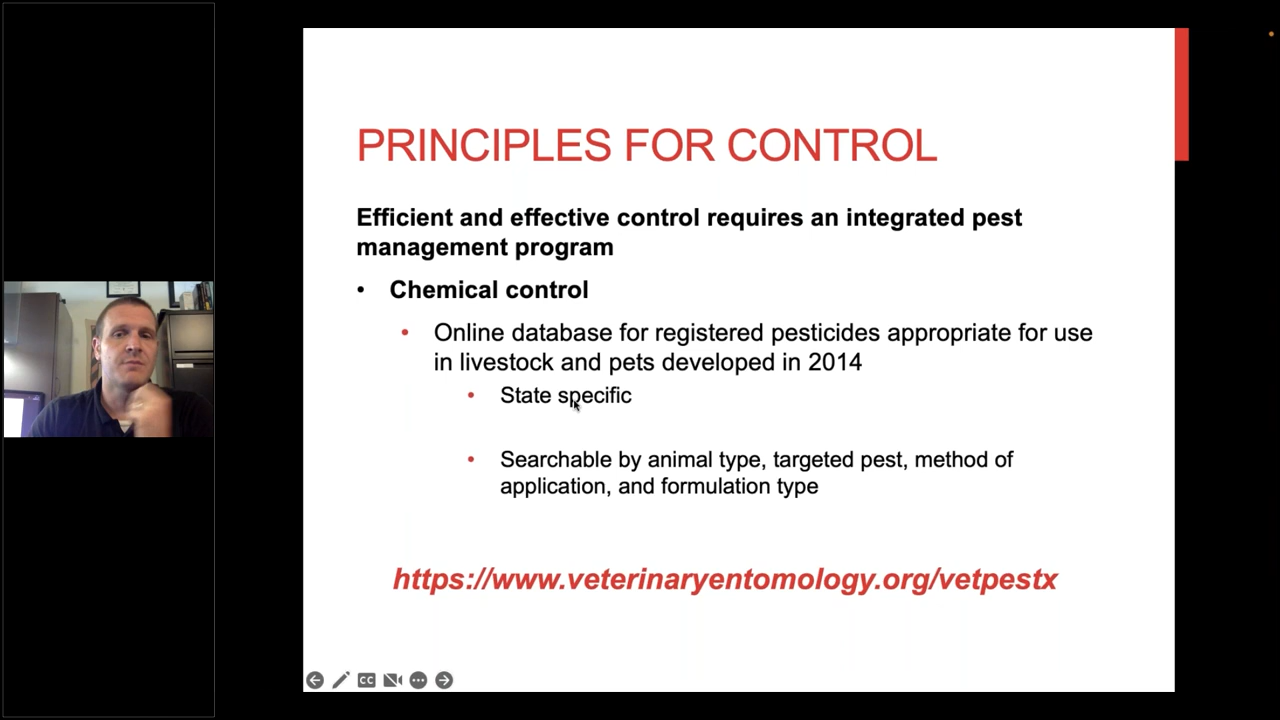 PRINCIPLES FOR CONTROL
Efficient and effective control requires an integrated pest
management program
• Chemical control
• Online database for registered pesticides appropriate for use
in livestock and pets developed in 2014
• State specific
• Searchable by animal type, targeted pest, method of
application, and formulation type
https://www.veterinaryentomology.org/vetpestx
CC